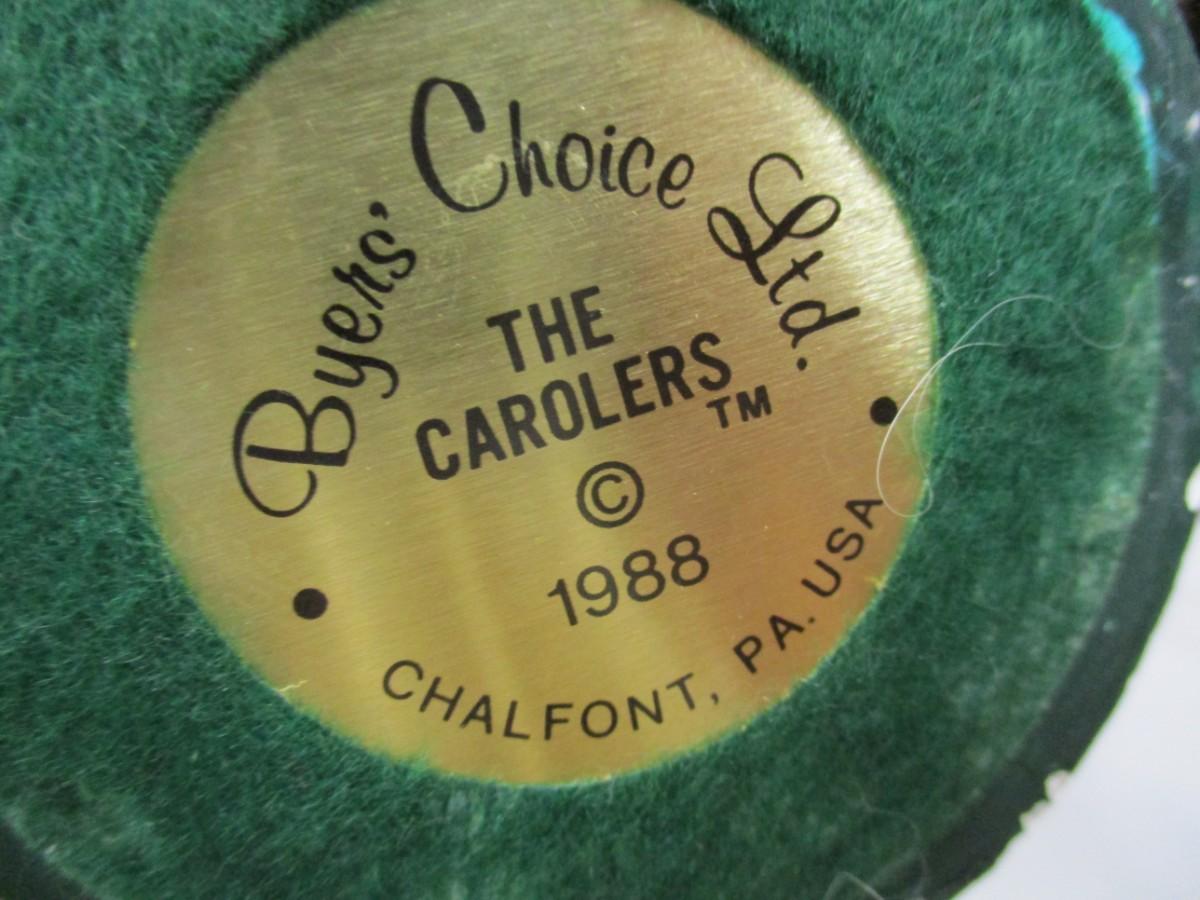 Byers' Choice Ltd.
THE
CAROLERS TM
©
1988
CHALFONT, PA. USA